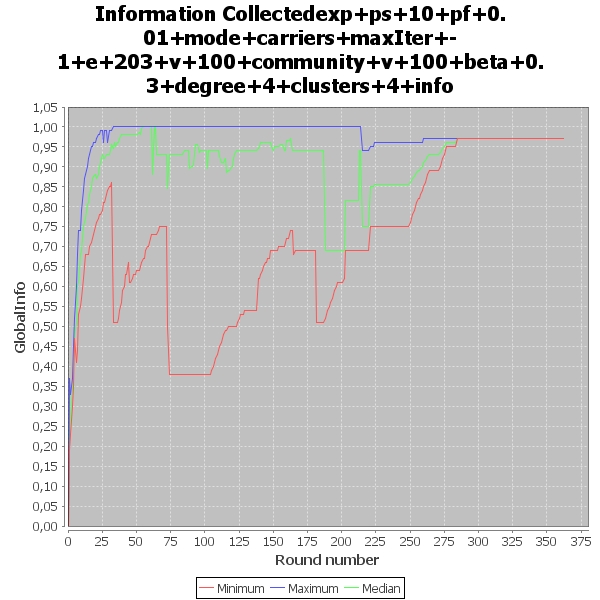 Information Collectedexp+ps+10+pf+0.
01+mode+carriers+maxIter+-
1+e+203+v+100+community+v+100+beta+0.
3+degree+4+clusters+4+info
1,05
1,00
0,95
0,90
0,85
0,80
0,75
0,70
0,65
0,60
0,55
0,50
0,45
0,40
0,35
0,30
0,25
0,20
0,15
0,10
0,05
0,00
GlobalInfo
0 25 50 75 100 125 150 175 200 225 250 275 300 325 350 375
Round number
Minimum Maximum Median